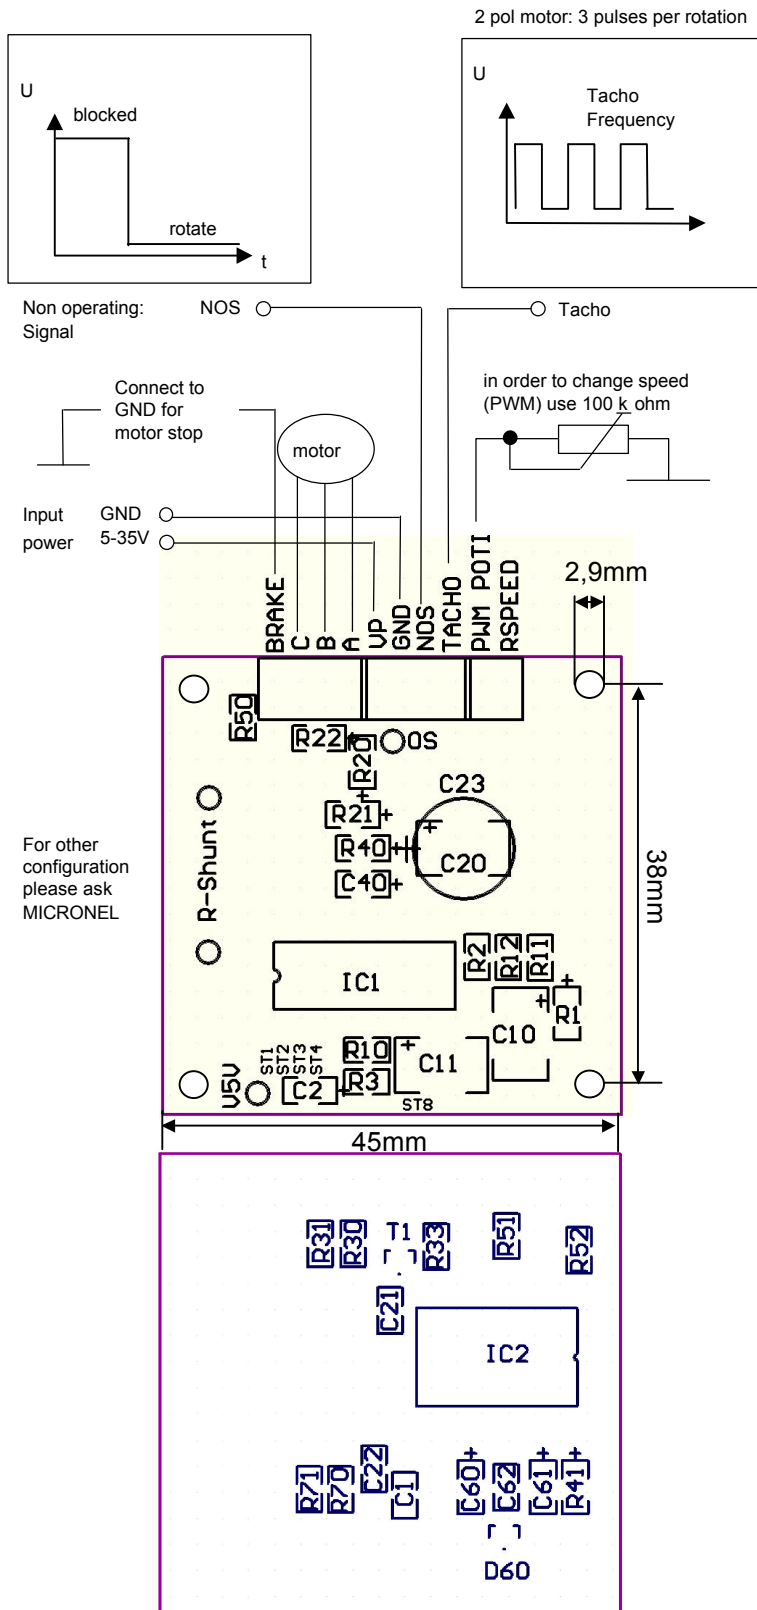 2 pol motor: 3 pulses per rotation
U
blocked
rotate
t
U
Tacho
Frequency
Non operating:
Signal
NOS
Tacho
Connect to
GND for
motor stop
motor
in order to change speed
(PWM) use 100 k ohm
Input
power
GND
5-35V
BRAKE
C
B
A
VP
GND
NOS
TACHO
PWM POTI
RSPEED
2,9mm
R50
R22
OS
R20
C23
R21
R40
C20
C40
R-Shunt
38mm
For other
configuration
please ask
MICRONEL
R2
R12
R11
IC1
R1
C10
R10
C11
R3
V5V
ST1
ST2
ST3
ST4
C2
ST8
45mm
R31
R30
T1
R33
R51
R52
C21
IC2
R71
R70
C22
C1
C60
C62
C61
R41
D60